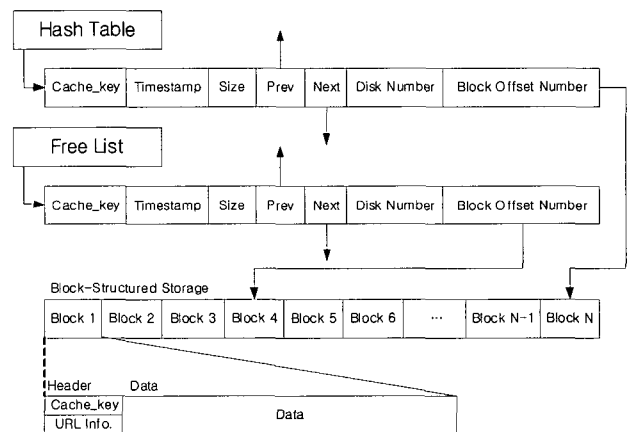 Hash Table
Cache_key Timestamp Size Prev Next Disk Number Block Offset Number
Free List
Cache_key Timestamp Size Prev Next Disk Number Block Offset Number
Block-Structured Storage
Block 1 Block 2 Block 3 Block 4 Block 5 Block 6 ... Block N-1 Block N
Header Data
Cache_key
Data
URL Info.